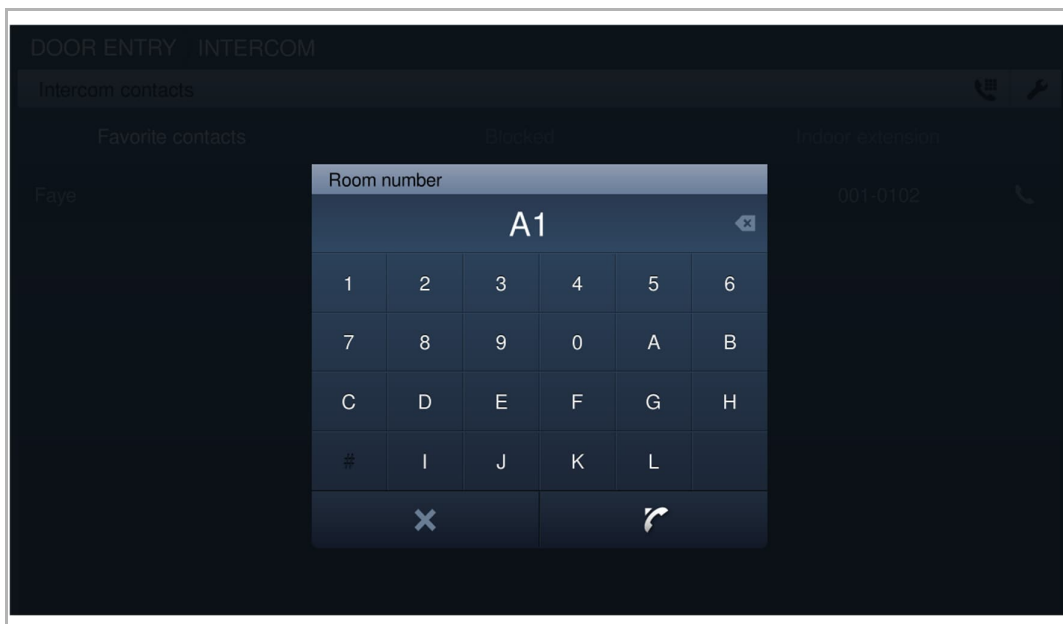 DOOR ENTRY INTERCOM
Intercom contacts
Favorite contacts Blocked Indoor extension
Faye 001-0102
Room number
A1
1 2 3 4 5 6
7 8 9 0 A B
C D E F G H
# I J K L